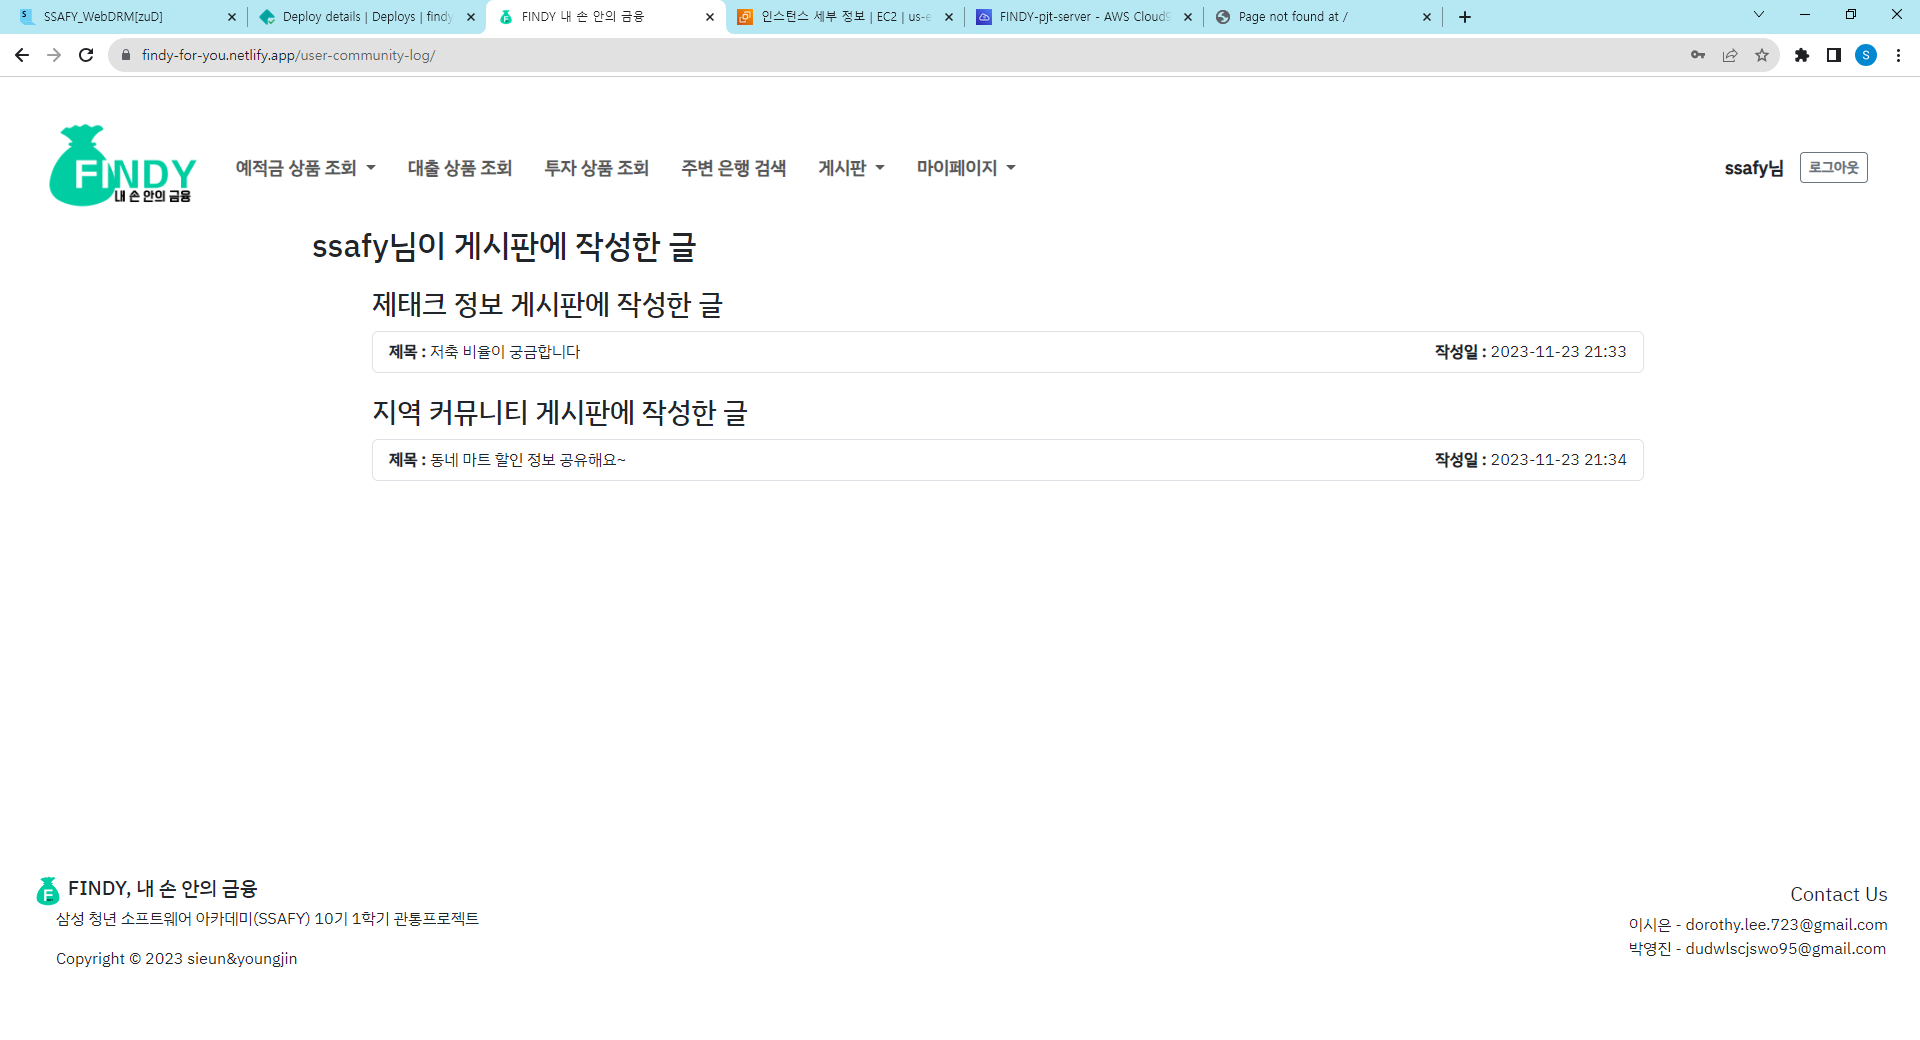 SSAFY_WebDRM[zuD]
Deploy details | Deploys | findy
FINDY 내 손 안의 금융
인스턴스 세부 정보 | EC2 | us-e
FINDY-pjt-server - AWS Cloud9
Page not found at /
findy-for-you.netlify.app/user-community-log/
S
FINDY
내 손 안의 금융
예적금 상품 조회
대출 상품 조회
투자 상품 조회
주변 은행 검색
게시판
마이페이지
ssafy님
로그아웃
ssafy님이 게시판에 작성한 글
제태크 정보 게시판에 작성한 글
제목 : 저축 비율이 궁금합니다
작성일 : 2023-11-23 21:33
지역 커뮤니티 게시판에 작성한 글
제목 : 동네 마트 할인 정보 공유해요~
작성일 : 2023-11-23 21:34
FINDY, 내 손 안의 금융
삼성 청년 소프트웨어 아카데미(SSAFY) 10기 1학기 관통프로젝트
Copyright © 2023 sieun&youngjin
Contact Us
이시은 - dorothy.lee.723@gmail.com
박영진 - dudwlscjswo95@gmail.com